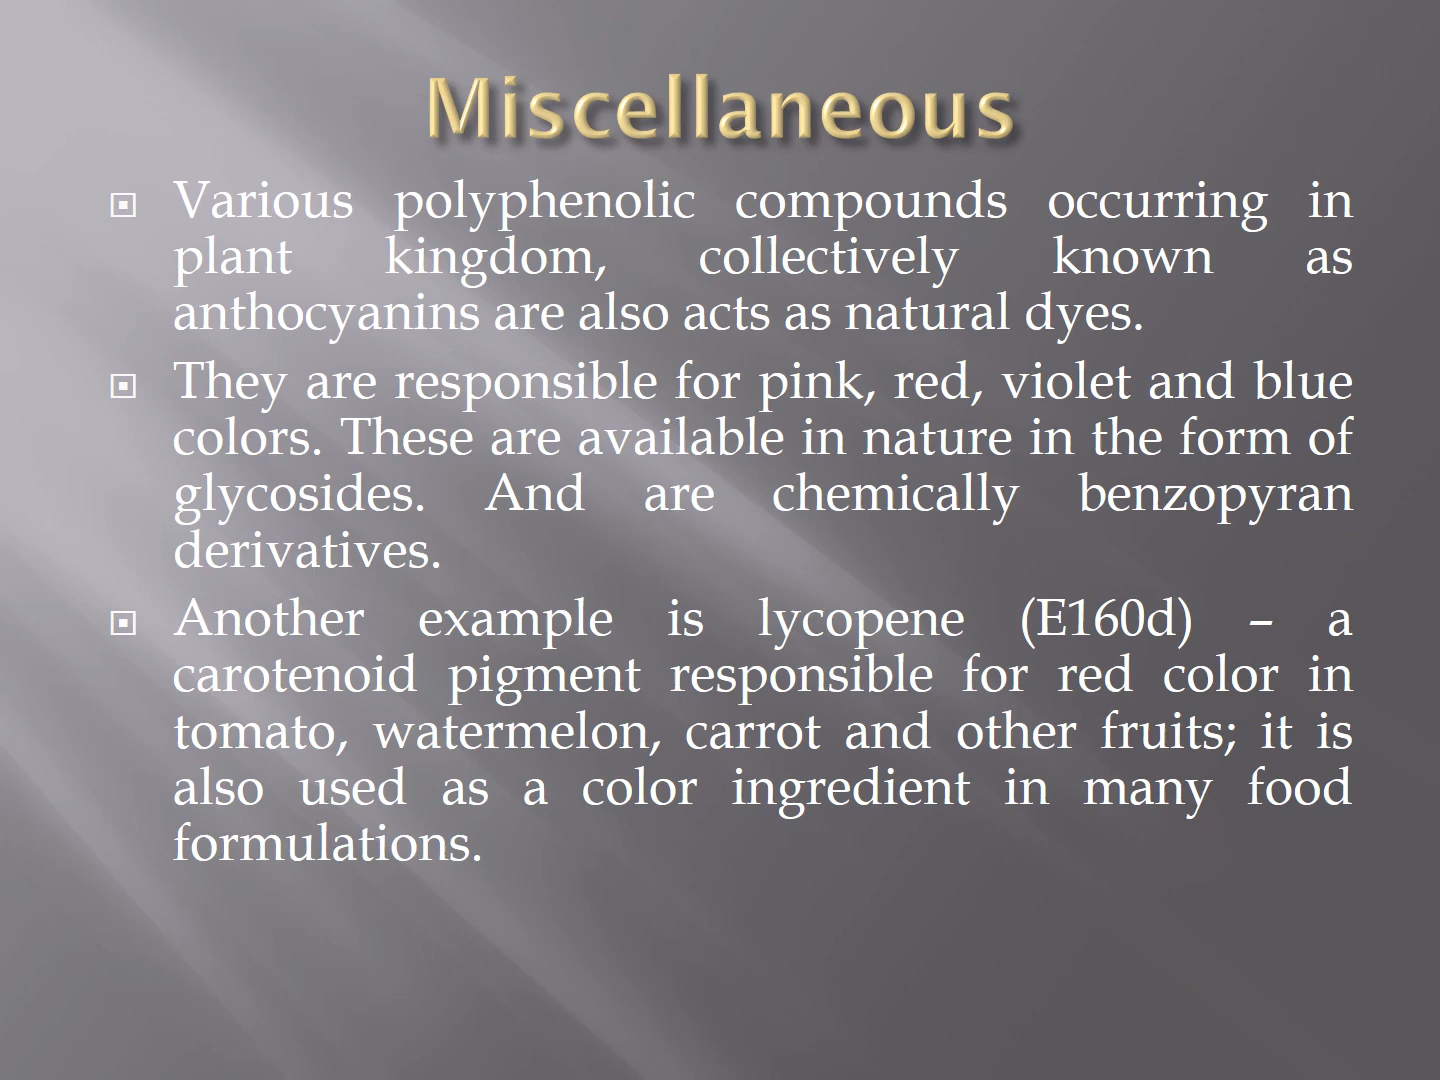 Miscellaneous
Various polyphenolic compounds occurring in
plant kingdom, collectively known as
anthocyanins are also acts as natural dyes.
They are responsible for pink, red, violet and blue
colors. These are available in nature in the form of
glycosides. And are chemically benzopyran
derivatives.
Another example is lycopene (E160d) – a
carotenoid pigment responsible for red color in
tomato, watermelon, carrot and other fruits; it is
also used as a color ingredient in many food
formulations.